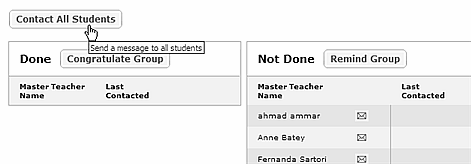 Contact All Students
Send a message to all students
Done Congratulate Group
Master Teacher Name
Last Contacted
Not Done Remind Group
Master Teacher Name
Last Contacted
ahmad ammar
Anne Batey
Fernanda Sartori